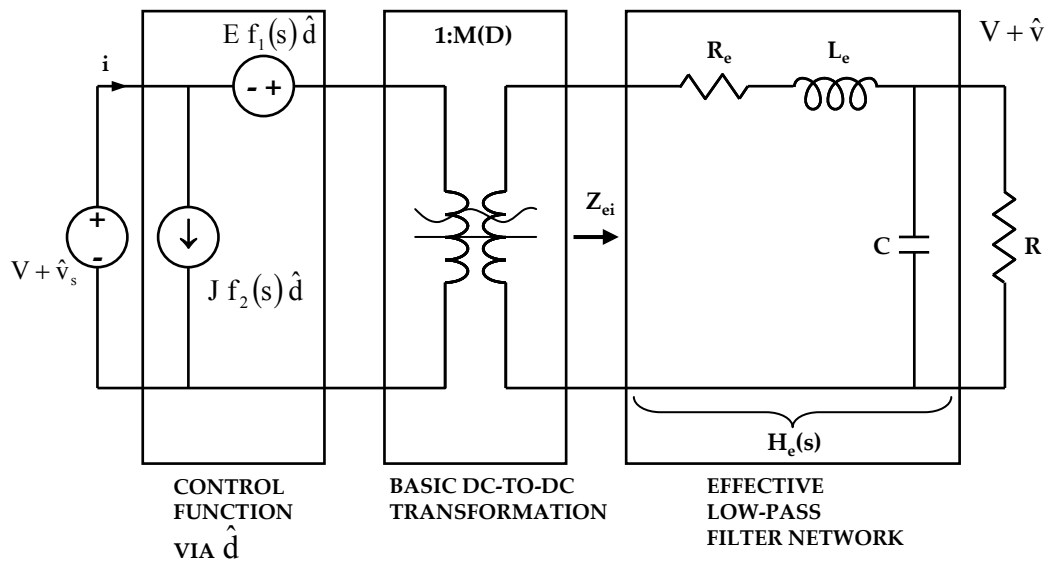 E f₁(s) d̂
1:M(D)
V + v̂
i
Rₑ
Lₑ
+
-
- +
Zₑᵢ
C
R
V + v̂ₛ
J f₂(s) d̂
Hₑ(s)
CONTROL
FUNCTION
VIA d̂
BASIC DC-TO-DC
TRANSFORMATION
EFFECTIVE
LOW-PASS
FILTER NETWORK